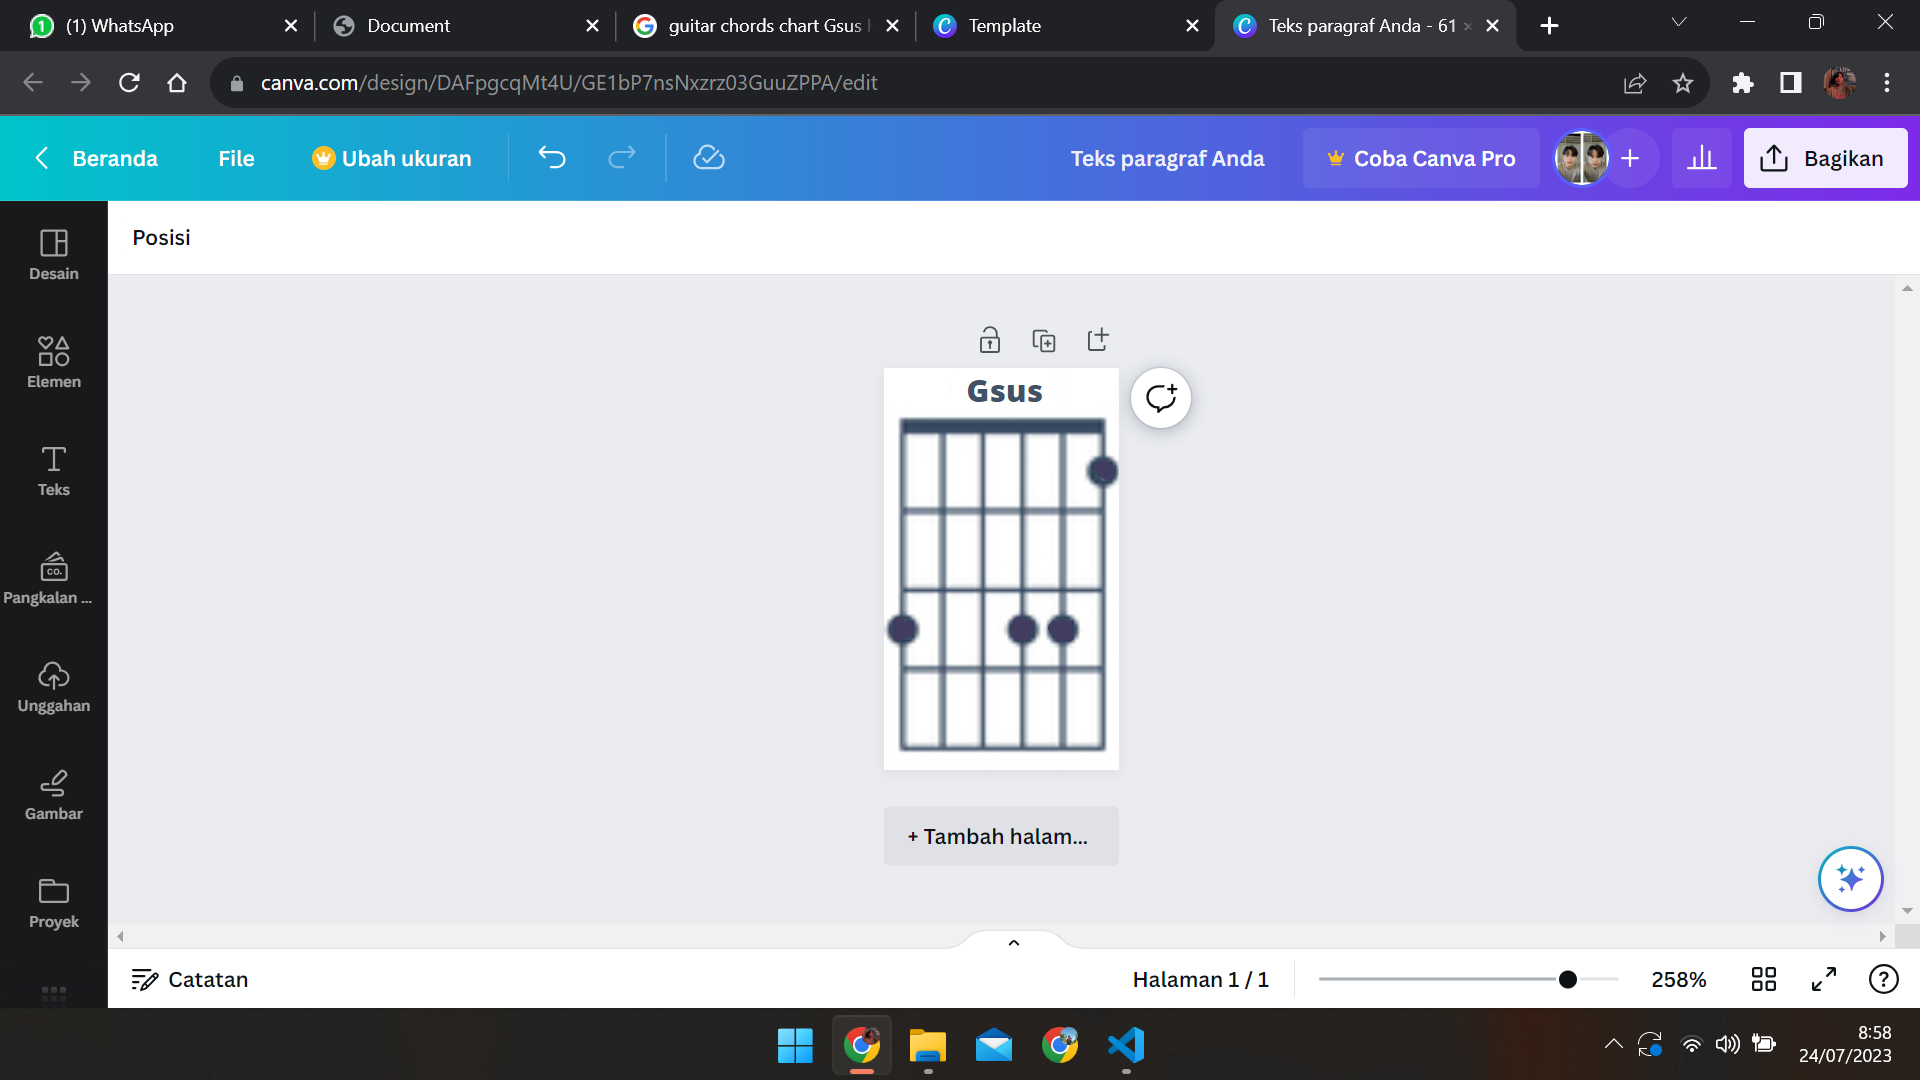 (1) WhatsApp
Document
guitar chords chart Gsus
Template
Teks paragraf Anda - 61
canva.com/design/DAFpgcqMt4U/GE1bP7nsNxzrz03GuuZPPA/edit
Beranda
File
Ubah ukuran
Teks paragraf Anda
Coba Canva Pro
Bagikan
Posisi
Desain
Elemen
Teks
CO.
Pangkalan ...
Unggahan
Gambar
Proyek
Gsus
+ Tambah halam...
Catatan
Halaman 1 / 1
258%
8:58
24/07/2023